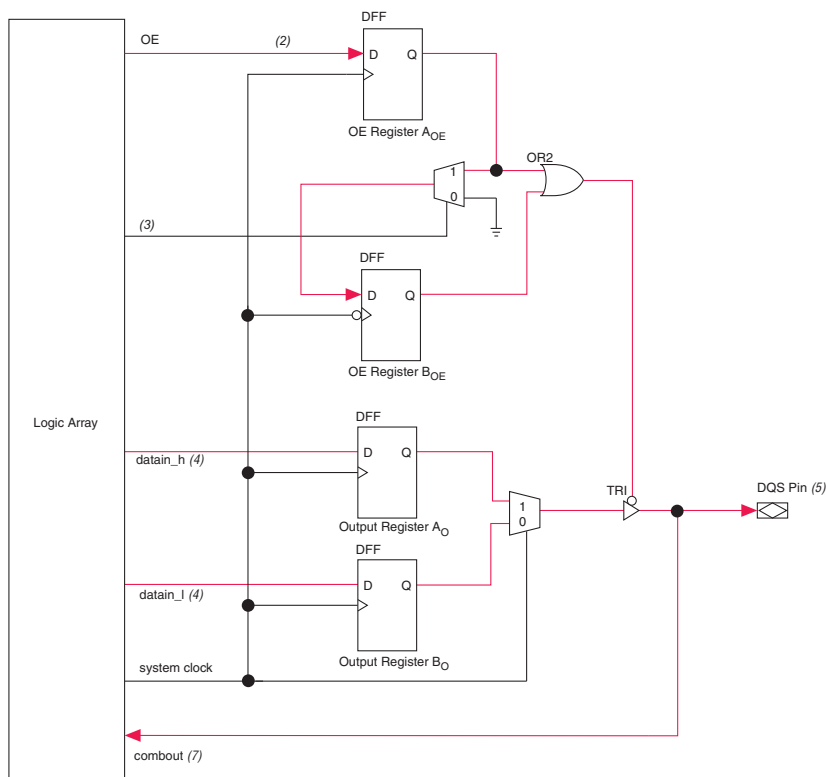 DFF
OE (2)
D Q
OE Register AOE
OR2
1
0
(3)
DFF
D Q
OE Register BOE
Logic Array
DFF
datain_h (4)
D Q
Output Register AO
1
0
TRI
DQS Pin (5)
DFF
datain_l (4)
D Q
Output Register BO
system clock
combout (7)